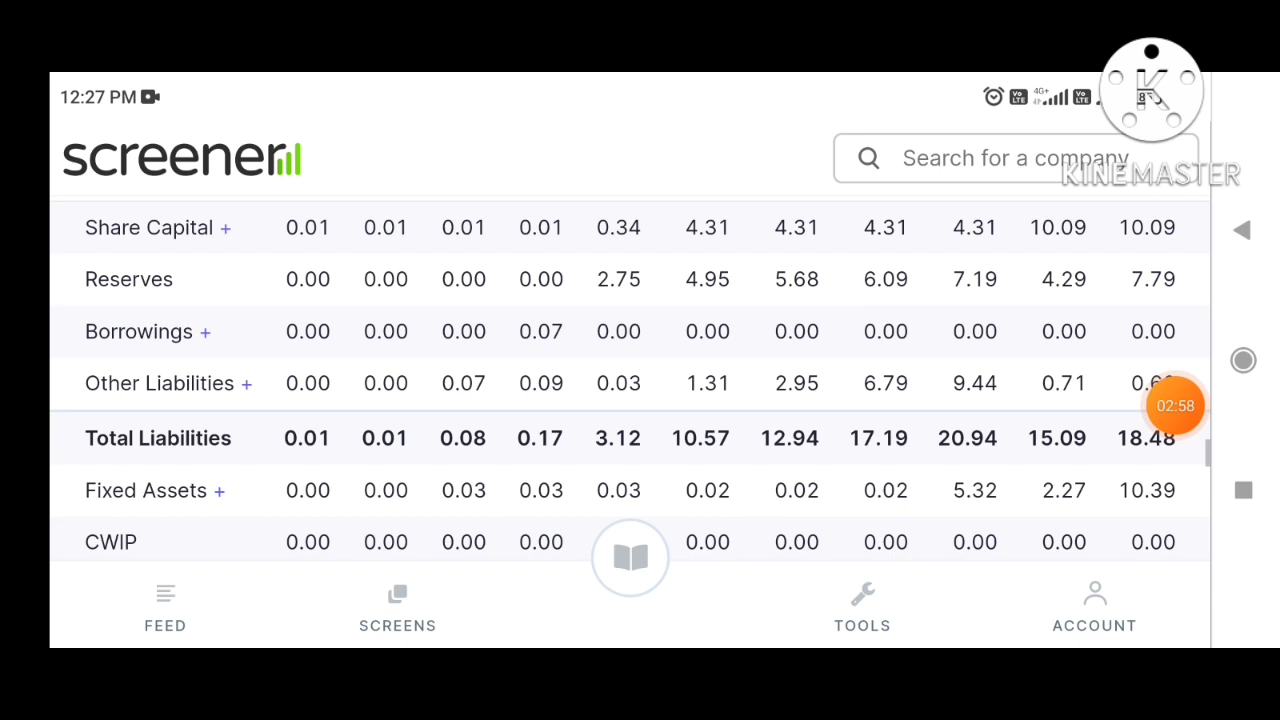 12:27 PM
screener
Search for a company
KINEMASTER
Share Capital + 0.01 0.01 0.01 0.01 0.34 4.31 4.31 4.31 4.31 10.09 10.09
Reserves 0.00 0.00 0.00 0.00 2.75 4.95 5.68 6.09 7.19 4.29 7.79
Borrowings + 0.00 0.00 0.00 0.07 0.00 0.00 0.00 0.00 0.00 0.00 0.00
Other Liabilities + 0.00 0.00 0.07 0.09 0.03 1.31 2.95 6.79 9.44 0.71
02:58
Total Liabilities 0.01 0.01 0.08 0.17 3.12 10.57 12.94 17.19 20.94 15.09 18.48
Fixed Assets + 0.00 0.00 0.03 0.03 0.03 0.02 0.02 0.02 5.32 2.27 10.39
CWIP 0.00 0.00 0.00 0.00 0.00 0.00 0.00 0.00 0.00 0.00
FEED SCREENS TOOLS ACCOUNT